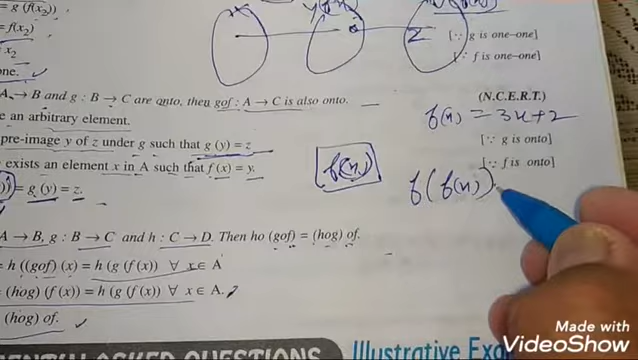 = g (f(x₂))
= f(x₂)
= x₂
one.
[∵ g is one–one]
[∵ f is one–one]
A → B and g : B → C are onto, then gof : A → C is also onto.
(N.C.E.R.T.)
be an arbitrary element.
f(x) = 3x+2
pre-image y of z under g such that g (y) = z
[∵ g is onto]
exists an element x in A such that f (x) = y.
[∵ f is onto]
f(x)
= g (y) = z.
f(f(x))
A → B, g : B → C and h : C → D. Then ho (gof) = (hog) of.
= h ((gof) (x) = h (g (f(x)) ∀ x ∈ A
= (hog) (f(x)) = h (g (f(x)) ∀ x ∈ A.
(hog) of.
ASKED QUESTIONS
Illustrative Exa
Made with
VideoShow